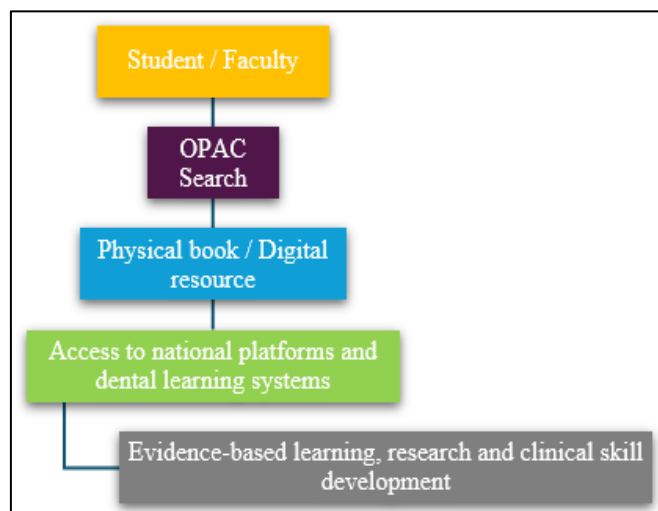 Student / Faculty
OPAC
Search
Physical book / Digital
resource
Access to national platforms and
dental learning systems
Evidence-based learning, research and clinical skill
development